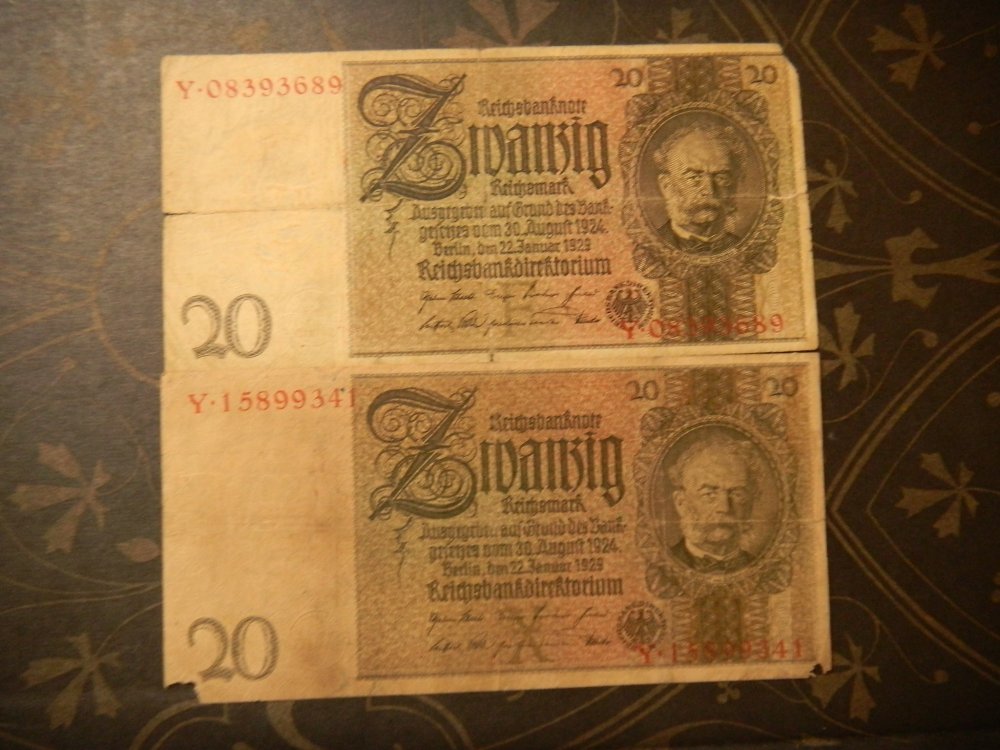 Y·08393689
20 20
Reichsbanknote
Zwanzig
Reichsmark
Ausgegeben auf Grund des Bank-
gesetzes vom 30. August 1924.
Berlin, den 22. Januar 1929
Reichsbankdirektorium
20
Y·08393689
Y·15899341
20 20
Reichsbanknote
Zwanzig
Reichsmark
Ausgegeben auf Grund des Bank-
gesetzes vom 30. August 1924.
Berlin, den 22. Januar 1929
Reichsbankdirektorium
20
Y·15899341